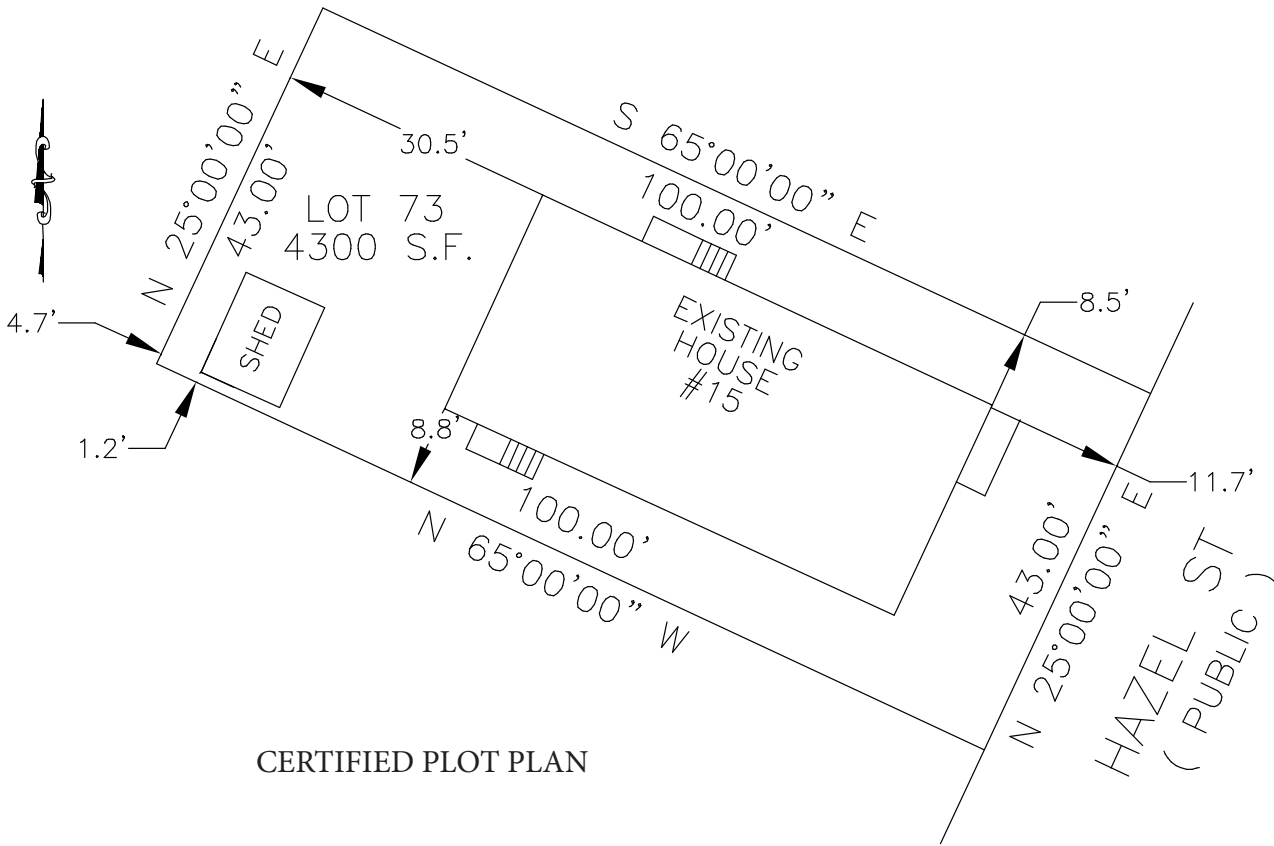 N 25°00'00" E
43.00'
30.5'
LOT 73
4300 S.F.
S 65°00'00" E
100.00'
8.5'
4.7'
SHED
1.2'
EXISTING
HOUSE
#15
8.8'
100.00'
N 65°00'00" W
11.7'
43.00'
N 25°00'00" E
HAZEL ST
( PUBLIC )
CERTIFIED PLOT PLAN